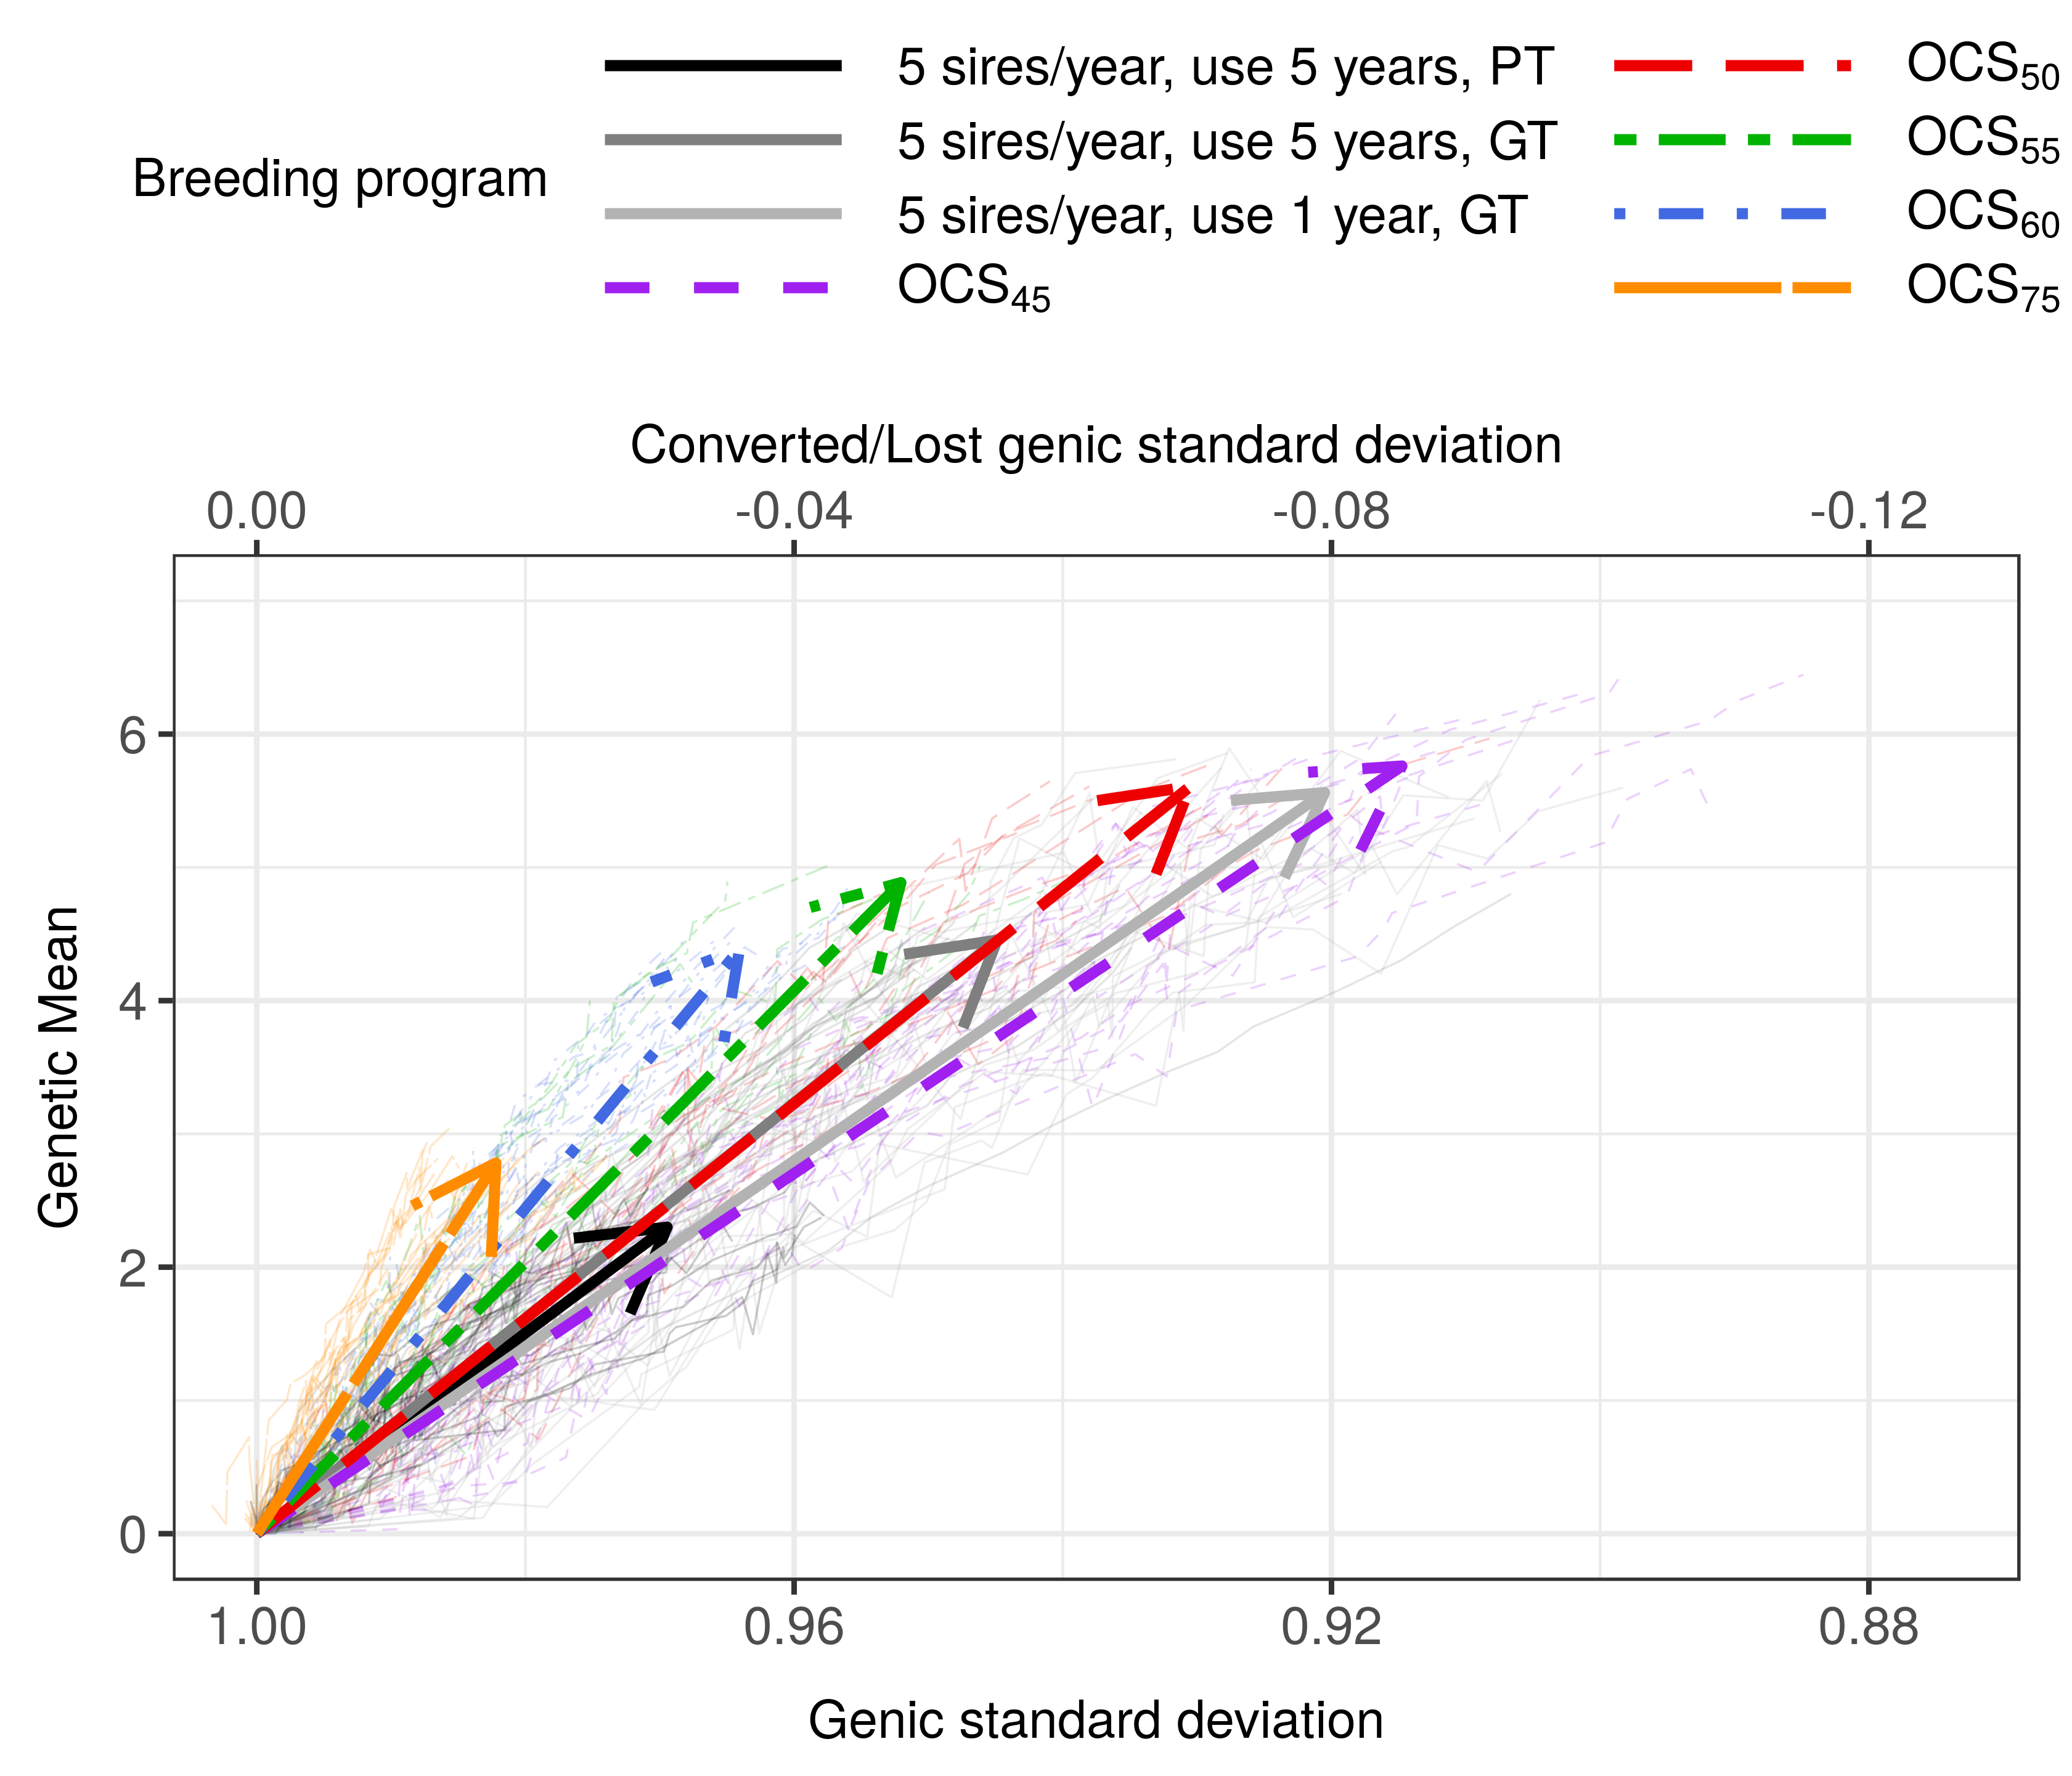 Breeding program
5 sires/year, use 5 years, PT
5 sires/year, use 5 years, GT
5 sires/year, use 1 year, GT
OCS45
OCS50
OCS55
OCS60
OCS75
Converted/Lost genic standard deviation
0.00 -0.04 -0.08 -0.12
Genetic Mean
6
4
2
0
1.00 0.96 0.92 0.88
Genic standard deviation